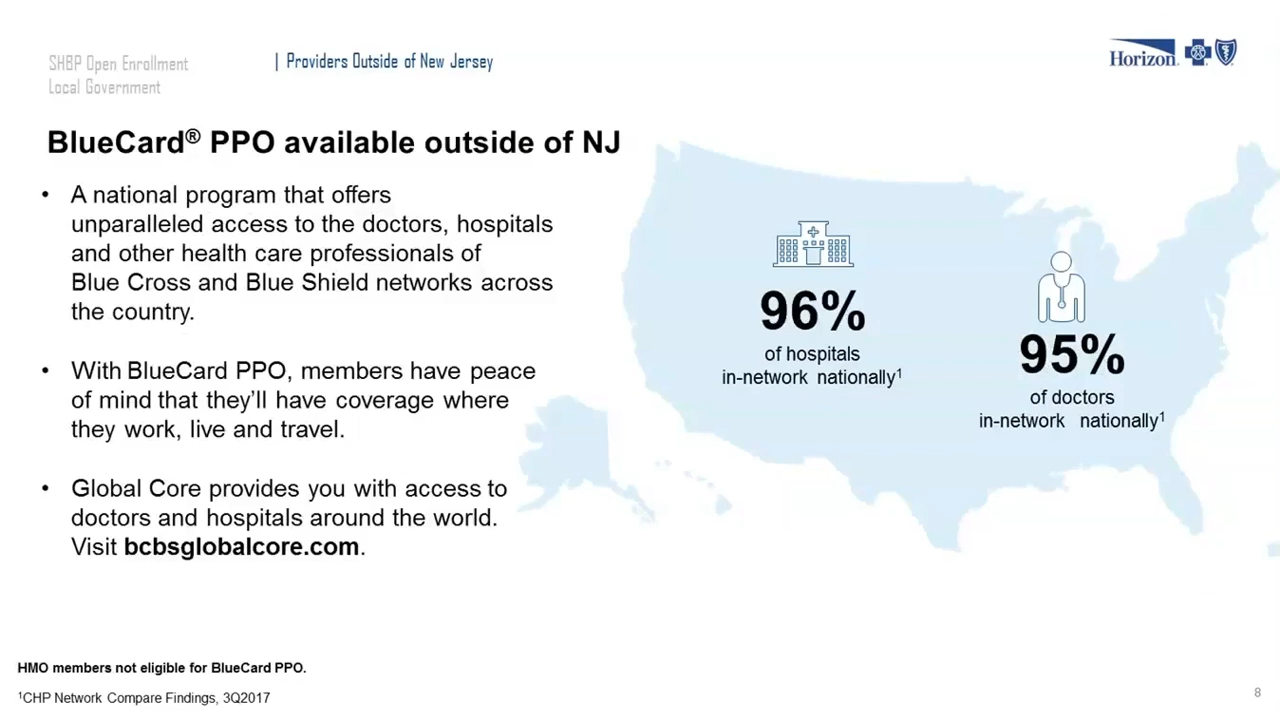 SHBP Open Enrollment
Local Government
| Providers Outside of New Jersey
Horizon
BlueCard® PPO available outside of NJ
• A national program that offers
unparalleled access to the doctors, hospitals
and other health care professionals of
Blue Cross and Blue Shield networks across
the country.
• With BlueCard PPO, members have peace
of mind that they’ll have coverage where
they work, live and travel.
• Global Core provides you with access to
doctors and hospitals around the world.
Visit bcbsglobalcore.com.
96%
of hospitals
in-network nationally¹
95%
of doctors
in-network nationally¹
HMO members not eligible for BlueCard PPO.
¹CHP Network Compare Findings, 3Q2017
8